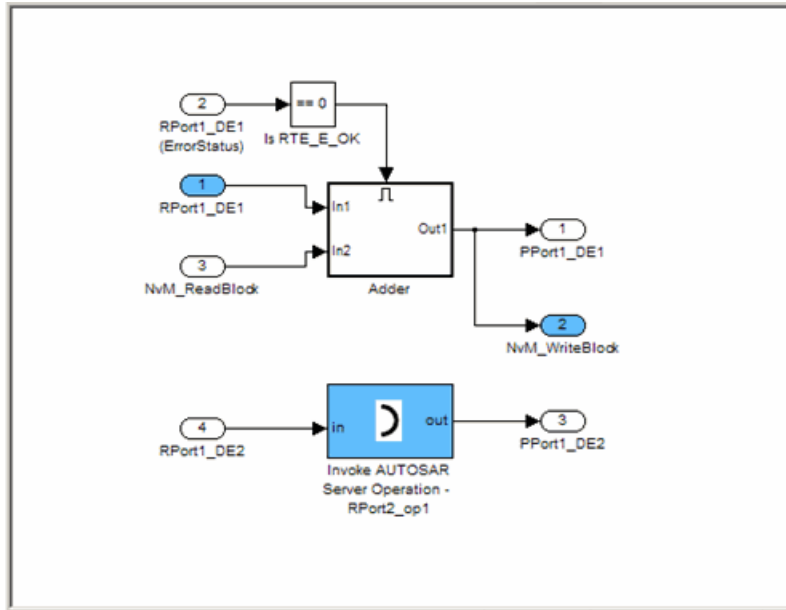 2
== 0
RPort1_DE1
(ErrorStatus)
Is RTE_E_OK
1
RPort1_DE1
In1
Out1
1
PPort1_DE1
3
In2
NvM_ReadBlock
Adder
2
NvM_WriteBlock
4
in
out
3
RPort1_DE2
PPort1_DE2
Invoke AUTOSAR
Server Operation -
RPort2_op1